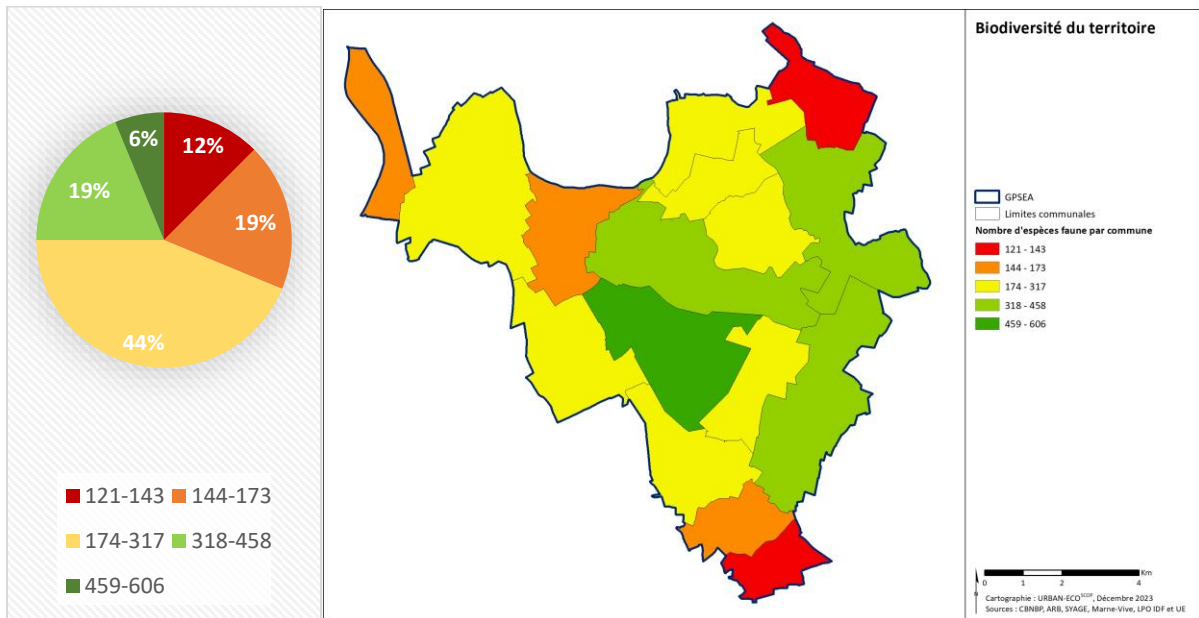 12%
19%
44%
19%
6%
121-143
144-173
174-317
318-458
459-606
Biodiversité du territoire
GPSEA
Limites communales
Nombre d'espèces faune par commune
121 - 143
144 - 173
174 - 317
318 - 458
459 - 606
Km
0 1 2 4
N
Cartographie : URBAN-ECO SCOP, Décembre 2023
Sources : CBNBP, ARB, SYAGE, Marne-Vive, LPO IDF et UE